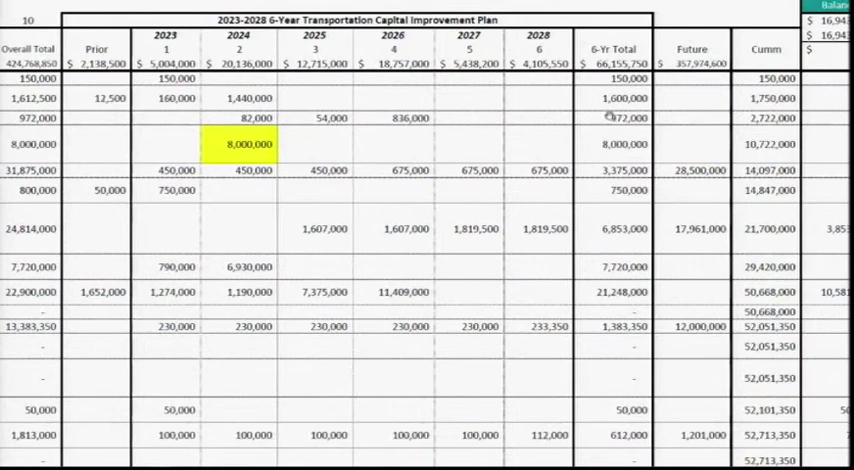 Balanc
10 2023-2028 6-Year Transportation Capital Improvement Plan $ 16,943
2023 2024 2025 2026 2027 2028 $ 16,943
Overall Total Prior 1 2 3 4 5 6 6-Yr Total Future Cumm $
424,768,850 $ 2,138,500 $ 5,004,000 $ 20,136,000 $ 12,715,000 $ 18,757,000 $ 5,438,200 $ 4,105,550 $ 66,155,750 $ 357,974,600
150,000 150,000 150,000 150,000
1,612,500 12,500 160,000 1,440,000 1,600,000 1,750,000
972,000 82,000 54,000 836,000 972,000 2,722,000
8,000,000 8,000,000 8,000,000 10,722,000
31,875,000 450,000 450,000 450,000 675,000 675,000 675,000 3,375,000 28,500,000 14,097,000
800,000 50,000 750,000 750,000 14,847,000
24,814,000 1,607,000 1,607,000 1,819,500 1,819,500 6,853,000 17,961,000 21,700,000 3,853
7,720,000 790,000 6,930,000 7,720,000 29,420,000
22,900,000 1,652,000 1,274,000 1,190,000 7,375,000 11,409,000 21,248,000 50,668,000 10,581
- - 50,668,000
13,383,350 230,000 230,000 230,000 230,000 230,000 233,350 1,383,350 12,000,000 52,051,350
- - 52,051,350
- - 52,051,350
50,000 50,000 50,000 52,101,350 50
1,813,000 100,000 100,000 100,000 100,000 100,000 112,000 612,000 1,201,000 52,713,350
- - 52,713,350